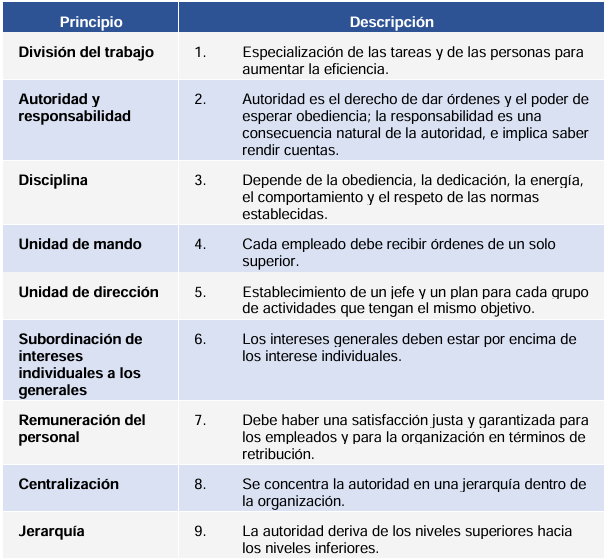 Principio Descripción
División del trabajo 1. Especialización de las tareas y de las personas para
aumentar la eficiencia.
Autoridad y
responsabilidad
2. Autoridad es el derecho de dar órdenes y el poder de
esperar obediencia; la responsabilidad es una
consecuencia natural de la autoridad, e implica saber
rendir cuentas.
Disciplina 3. Depende de la obediencia, la dedicación, la energía,
el comportamiento y el respeto de las normas
establecidas.
Unidad de mando 4. Cada empleado debe recibir órdenes de un solo
superior.
Unidad de dirección 5. Establecimiento de un jefe y un plan para cada grupo
de actividades que tengan el mismo objetivo.
Subordinación de
intereses
individuales a los
generales
6. Los intereses generales deben estar por encima de
los interese individuales.
Remuneración del
personal
7. Debe haber una satisfacción justa y garantizada para
los empleados y para la organización en términos de
retribución.
Centralización 8. Se concentra la autoridad en una jerarquía dentro de
la organización.
Jerarquía 9. La autoridad deriva de los niveles superiores hacia
los niveles inferiores.